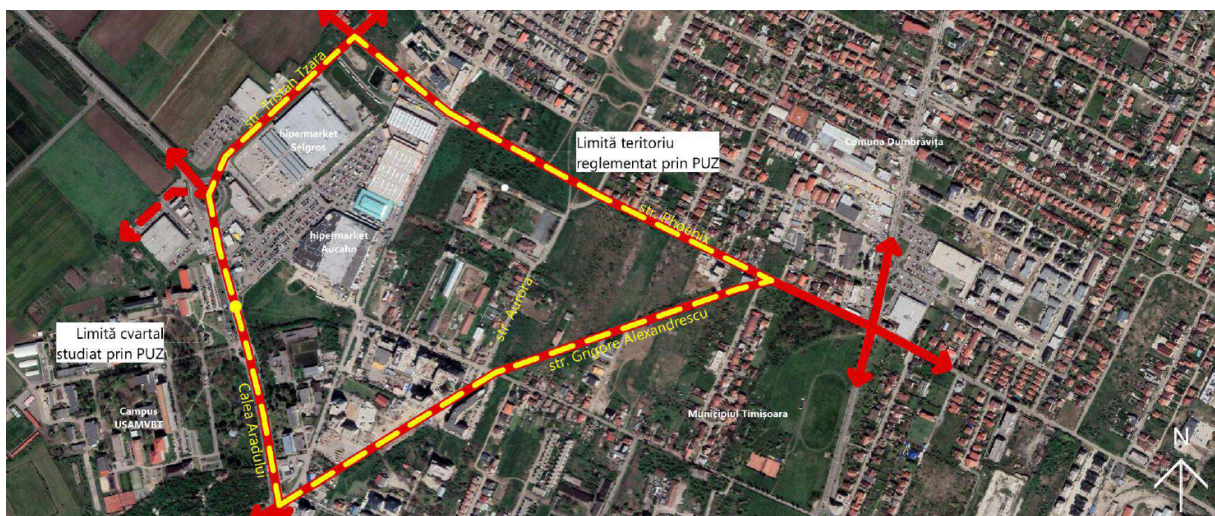 str. Tristan Tzara
hipermarket
Selgros
Limită teritoriu
reglementat prin PUZ
Comuna Dumbrăvița
str. Phoenix
hipermarket
Aucahn
str. Aurora
Limită cvartal
studiat prin PUZ
str. Grigore Alexandrescu
Calea Aradului
Campus
USAMVBT
Municipiul Timișoara
N